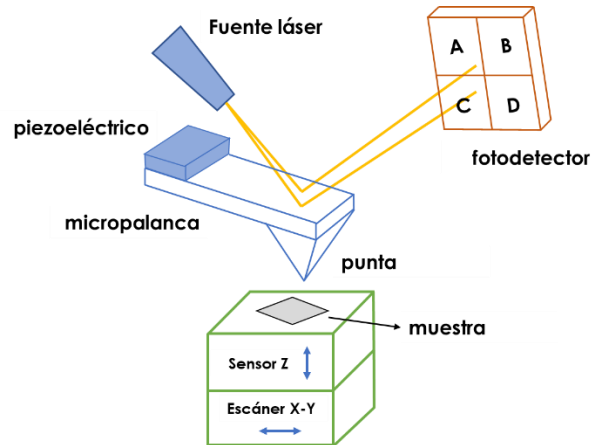 Fuente láser
A
B
C
D
piezoeléctrico
fotodetector
micropalanca
punta
muestra
Sensor Z
Escáner X-Y